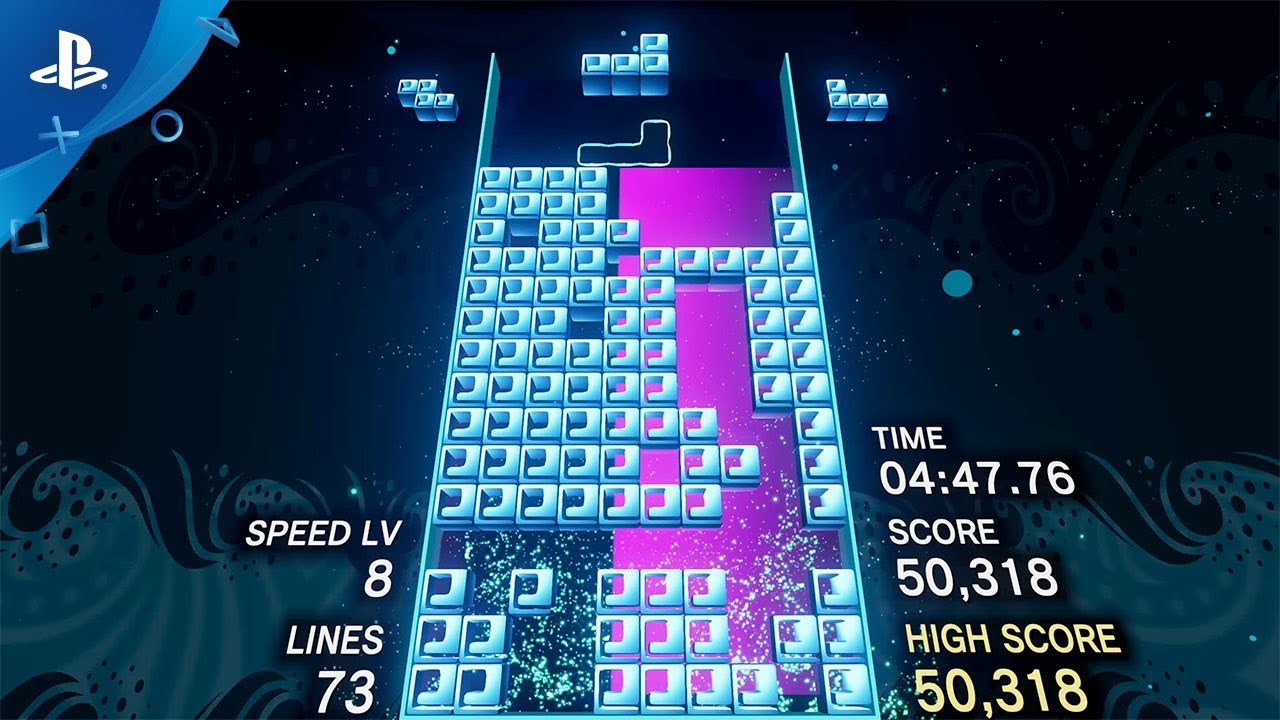 SPEED LV
8
LINES
73
TIME
04:47.76
SCORE
50,318
HIGH SCORE
50,318